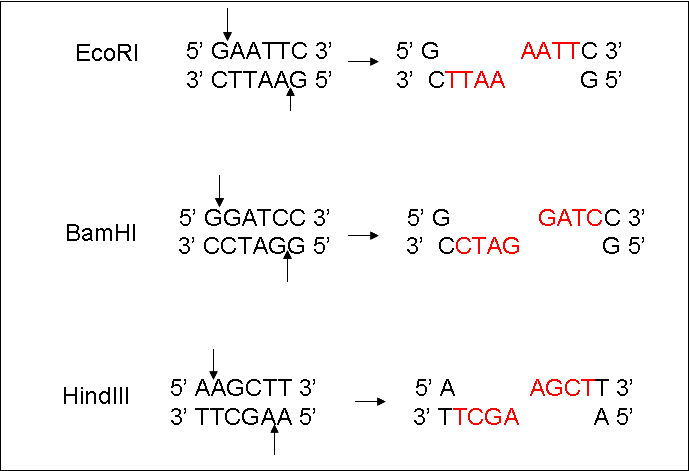 EcoRI 5’ GAATTC 3’ 5’ G AATTC 3’
3’ CTTAAG 5’ 3’ CTTAA G 5’
BamHI 5’ GGATCC 3’ 5’ G GATCC 3’
3’ CCTAGG 5’ 3’ CCTAG G 5’
HindIII 5’ AAGCTT 3’ 5’ A AGCTT 3’
3’ TTCGAA 5’ 3’ TTCGA A 5’